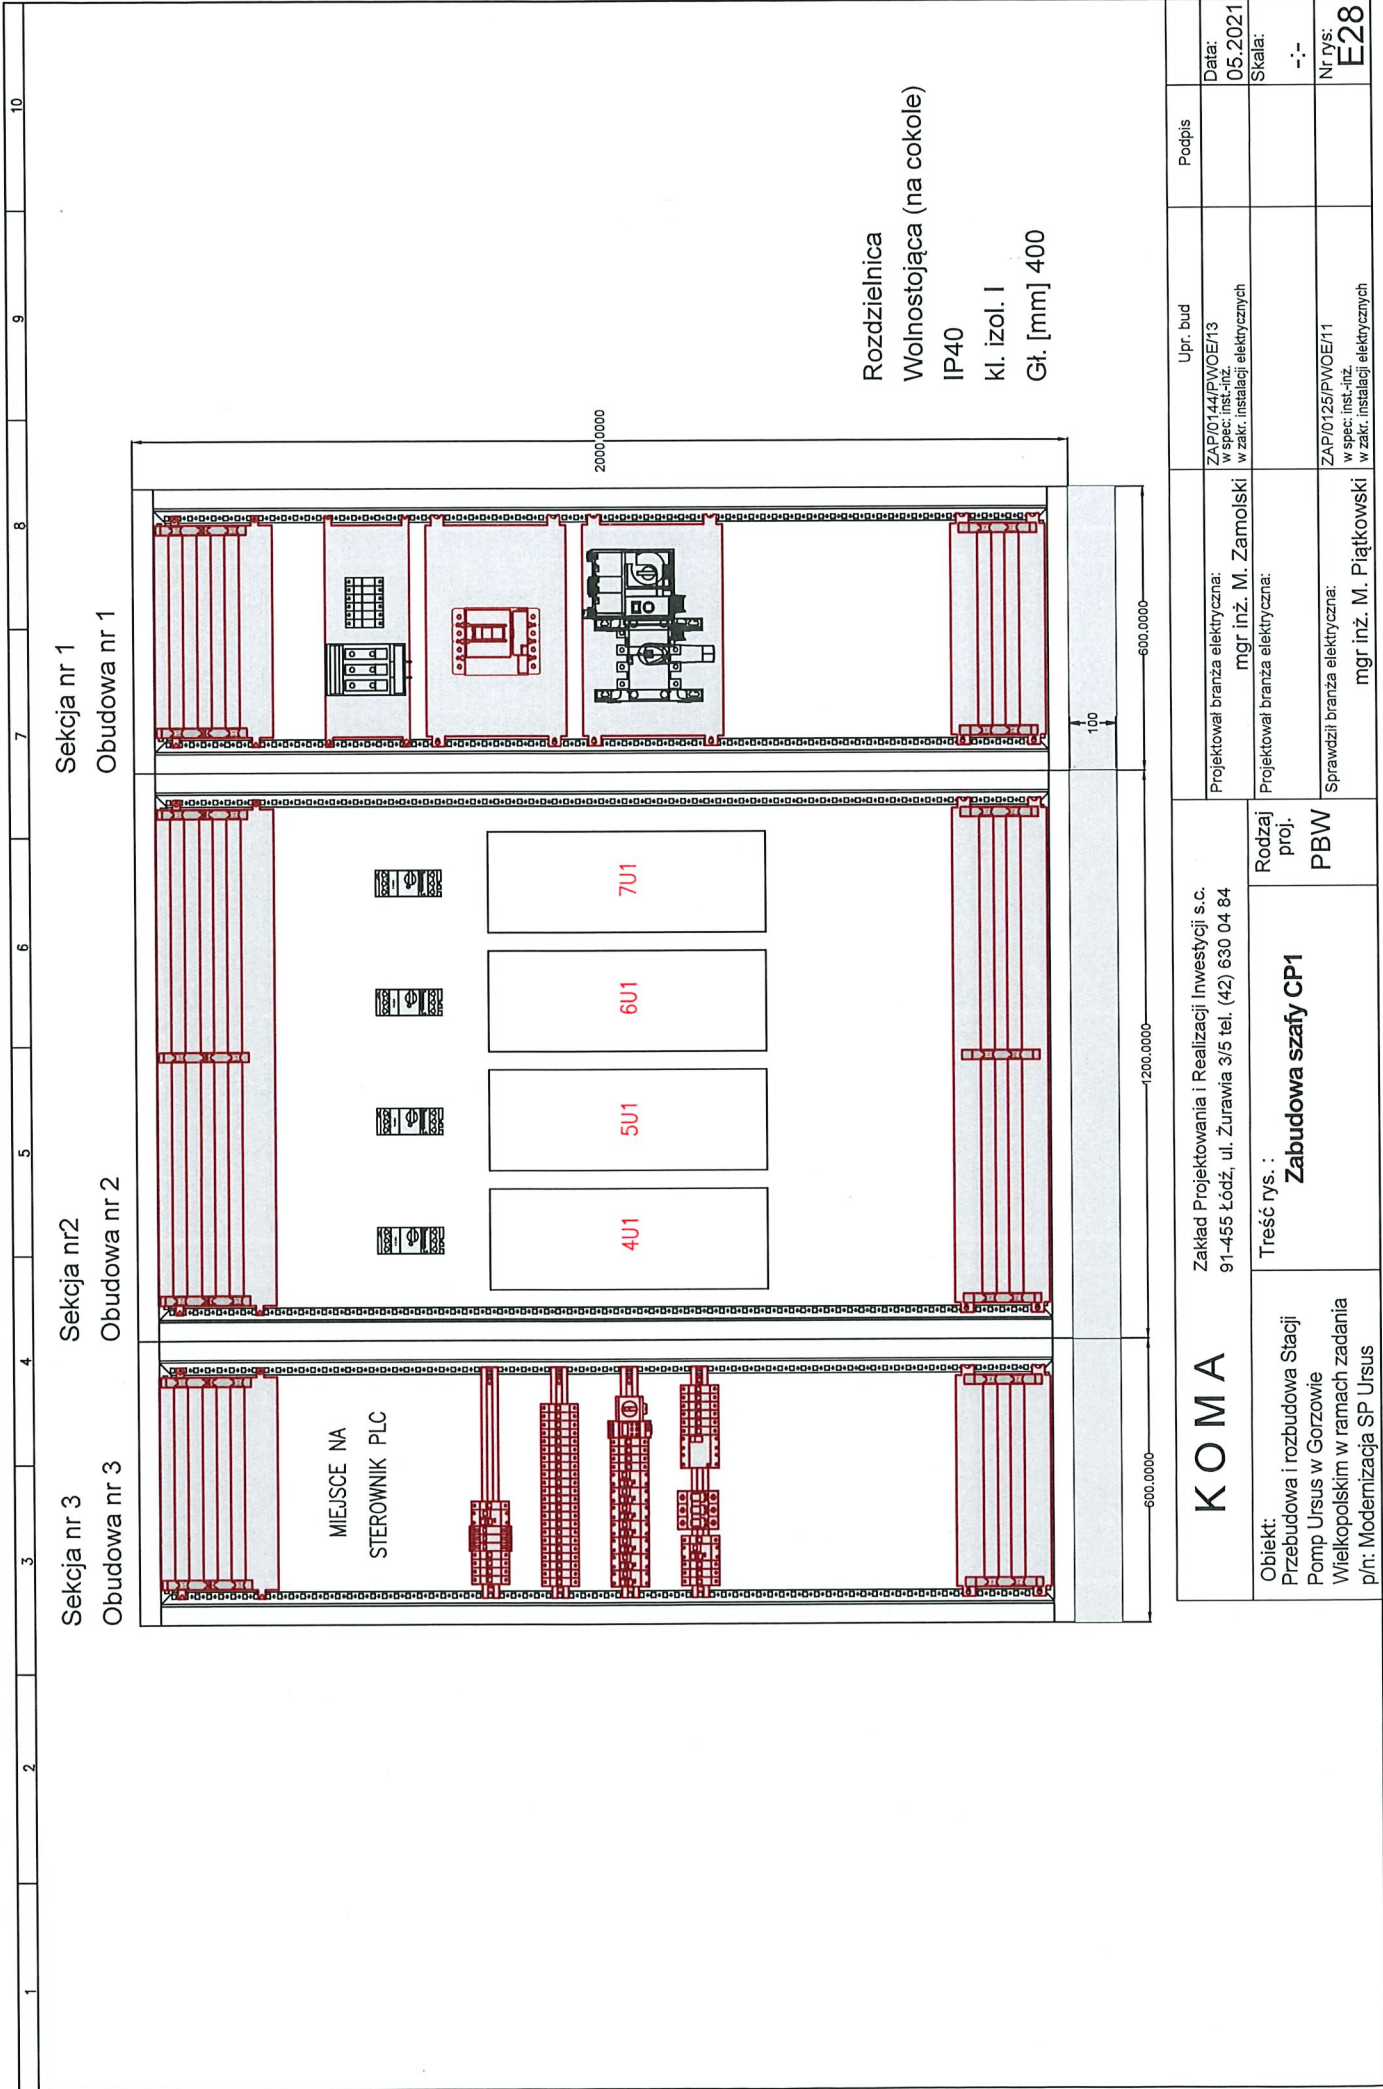 1
2
3
4
5
6
7
8
9
10
Sekcja nr 3
Obudowa nr 3
Sekcja nr2
Obudowa nr 2
Sekcja nr 1
Obudowa nr 1
MIEJSCE NA
STEROWNIK PLC
4U1
5U1
6U1
7U1
2000.0000
600.0000
1200.0000
600.0000
100
Rozdzielnica
Wolnostojąca (na cokole)
IP40
kl. izol. I
Gł. [mm] 400
K O M A
Zakład Projektowania i Realizacji Inwestycji s.c.
91-455 Łódź, ul. Żurawia 3/5 tel. (42) 630 04 84
Obiekt:
Przebudowa i rozbudowa Stacji
Pomp Ursus w Gorzowie
Wielkopolskim w ramach zadania
p/n: Modernizacja SP Ursus
Treść rys. :
Zabudowa szafy CP1
Rodzaj
proj.
PBW
Upr. bud
Podpis
Projektował branża elektryczna:
mgr inż. M. Zamolski
ZAP/0144/PWOE/13
w spec: inst.-inż.
w zakr. instalacji elektrycznych
Data:
05.2021
Projektował branża elektryczna:
Skala:
-:-
Sprawdził branża elektryczna:
mgr inż. M. Piątkowski
ZAP/0125/PWOE/11
w spec: inst.-inż.
w zakr. instalacji elektrycznych
Nr rys:
E28